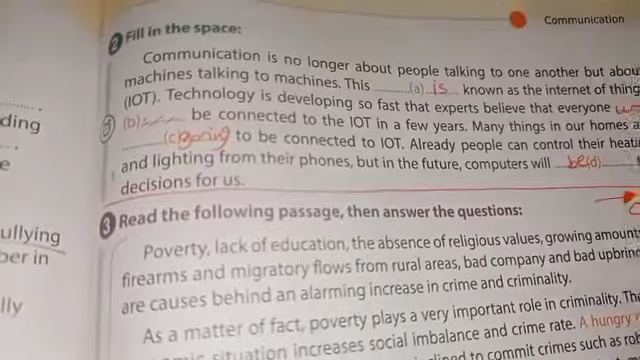 Communication
2 Fill in the space:
Communication is no longer about people talking to one another but abou
machines talking to machines. This ..........(a) is known as the internet of thing
(IOT). Technology is developing so fast that experts believe that everyone
(b)........ be connected to the IOT in a few years. Many things in our homes a
..........(c) going to be connected to IOT. Already people can control their heati
and lighting from their phones, but in the future, computers will be(d)
decisions for us.
3 Read the following passage, then answer the questions:
Poverty, lack of education, the absence of religious values, growing amount
firearms and migratory flows from rural areas, bad company and bad upbrin
are causes behind an alarming increase in crime and criminality.
As a matter of fact, poverty plays a very important role in criminality. The
situation increases social imbalance and crime rate. A hungry
lined to commit crimes such as ro
ding
e
ullying
per in
lly